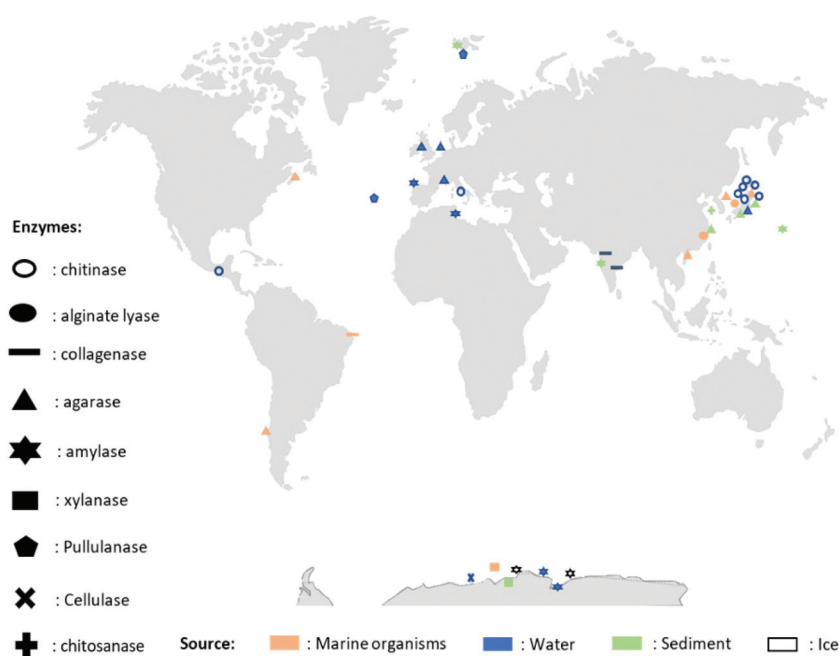 Enzymes:
: chitinase
: alginate lyase
: collagenase
: agarase
: amylase
: xylanase
: Pullulanase
: Cellulase
: chitosanase
Source: : Marine organisms : Water : Sediment : Ice